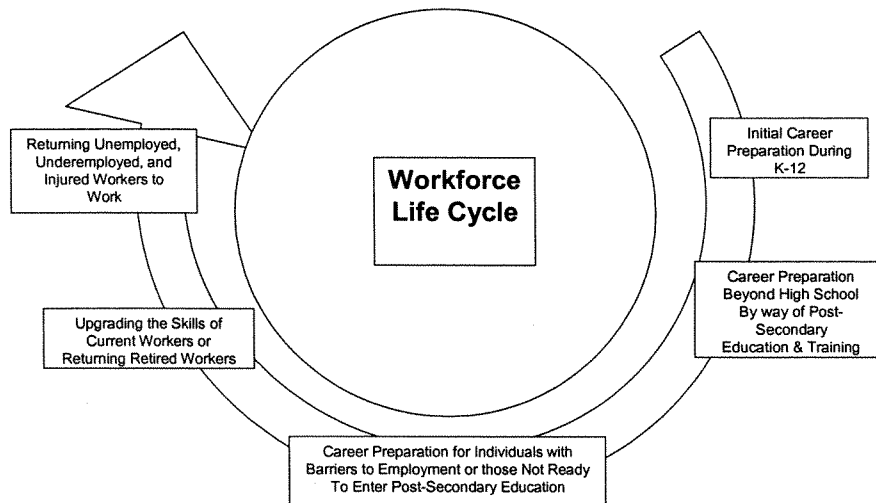 Workforce
Life Cycle
Initial Career
Preparation During
K-12
Career Preparation
Beyond High School
By way of Post-
Secondary
Education & Training
Career Preparation for Individuals with
Barriers to Employment or those Not Ready
To Enter Post-Secondary Education
Upgrading the Skills of
Current Workers or
Returning Retired Workers
Returning Unemployed,
Underemployed, and
Injured Workers to
Work